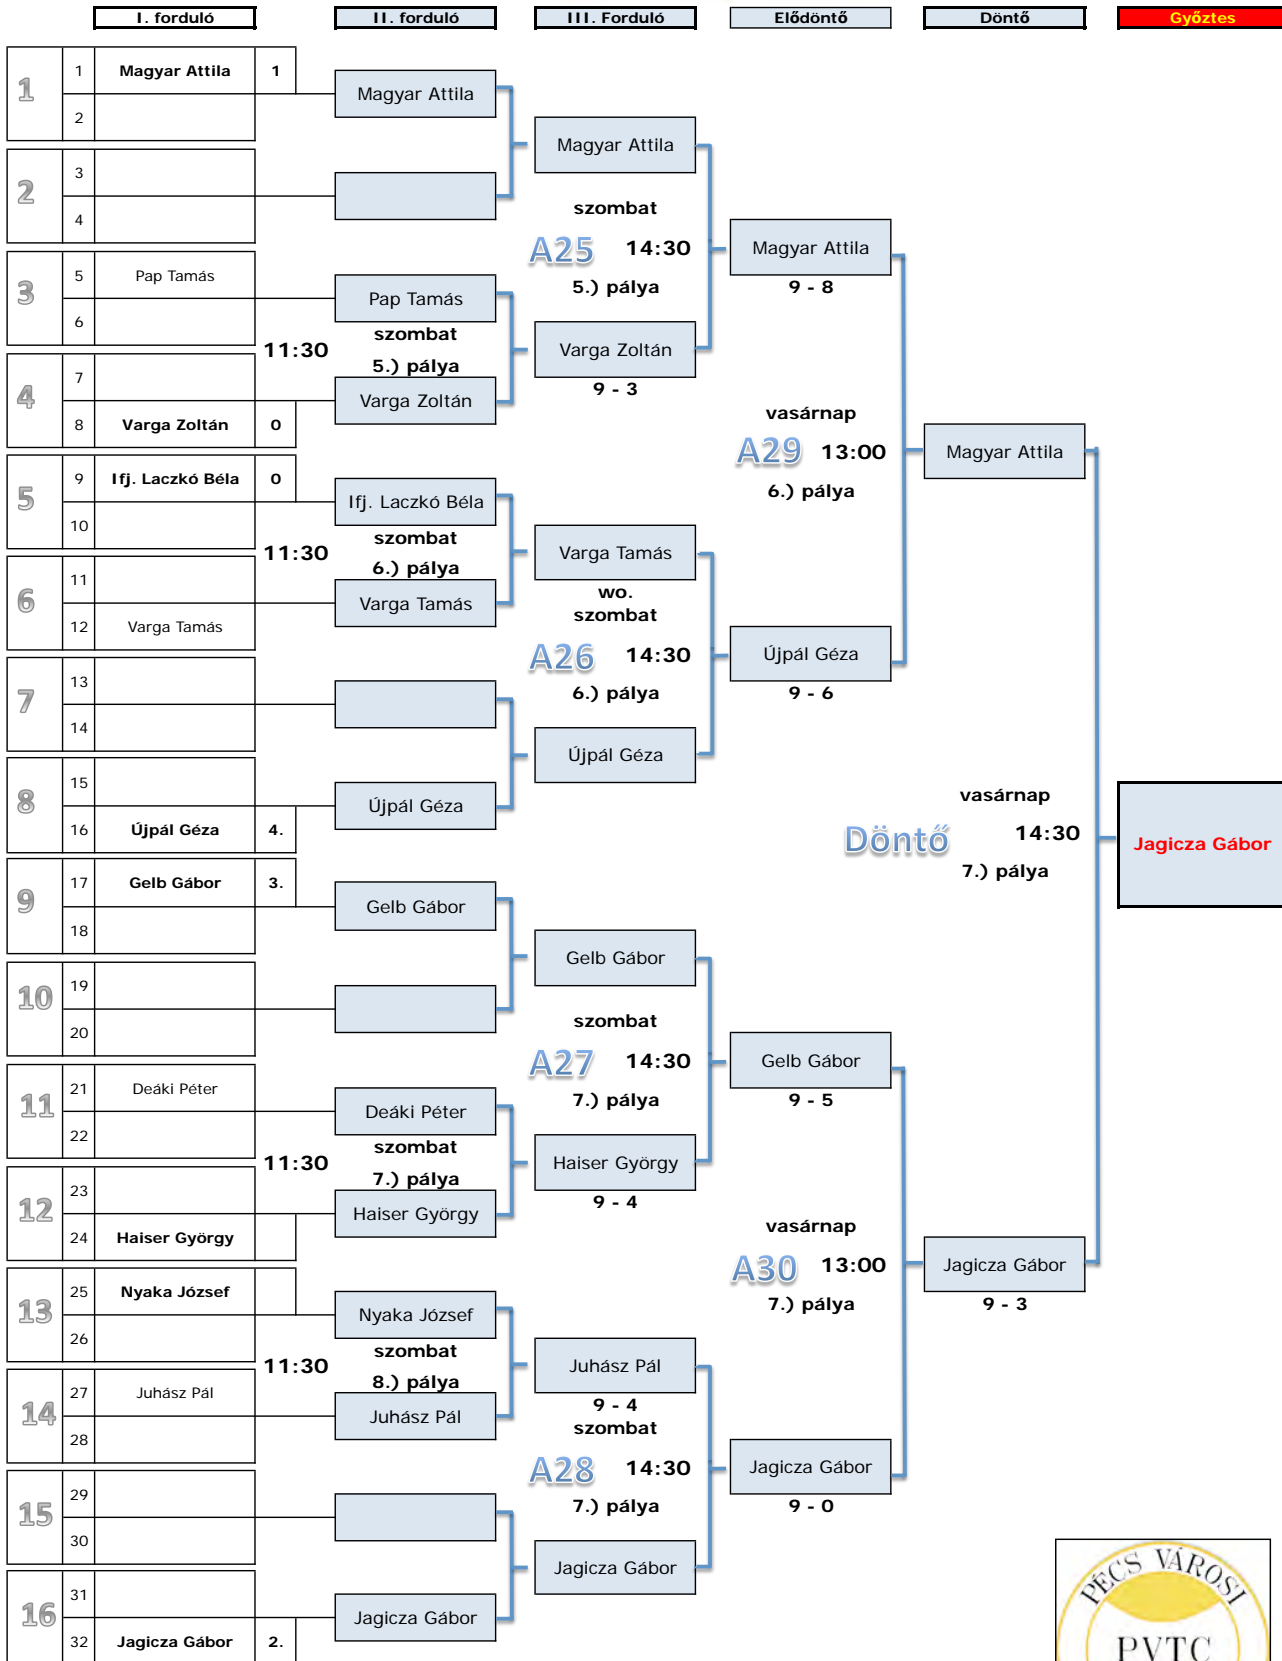 I. forduló II. forduló III. Forduló Elődöntő Döntő Győztes
1 1 Magyar Attila 1
Magyar Attila
2
Magyar Attila
2 3
4
szombat
A25 14:30
5.) pálya
Magyar Attila
9 - 8
3 5 Pap Tamás
6
Pap Tamás
szombat
11:30
5.) pálya
Varga Zoltán
Varga Zoltán
9 - 3
4 7
8 Varga Zoltán 0
vasárnap
A29 13:00
6.) pálya
Magyar Attila
5 9 Ifj. Laczkó Béla 0
10
Ifj. Laczkó Béla
szombat
11:30
6.) pálya
Varga Tamás
Varga Tamás
wo.
6 11
12 Varga Tamás
szombat
A26 14:30
6.) pálya
Újpál Géza
9 - 6
7 13
14
Újpál Géza
8 15
16 Újpál Géza 4.
Újpál Géza
vasárnap
Döntő 14:30
7.) pálya
Jagicza Gábor
9 17 Gelb Gábor 3.
18
Gelb Gábor
Gelb Gábor
10 19
20
szombat
A27 14:30
7.) pálya
Gelb Gábor
9 - 5
11 21 Deáki Péter
22
Deáki Péter
szombat
11:30
7.) pálya
Haiser György
Haiser György
9 - 4
12 23
24 Haiser György
vasárnap
A30 13:00
7.) pálya
Jagicza Gábor
9 - 3
13 25 Nyaka József
26
Nyaka József
szombat
11:30
8.) pálya
Juhász Pál
Juhász Pál
9 - 4
14 27 Juhász Pál
28
szombat
A28 14:30
7.) pálya
Jagicza Gábor
9 - 0
15 29
30
Jagicza Gábor
16 31
32 Jagicza Gábor 2.
Jagicza Gábor
PÉCS VÁROSI
PVTC